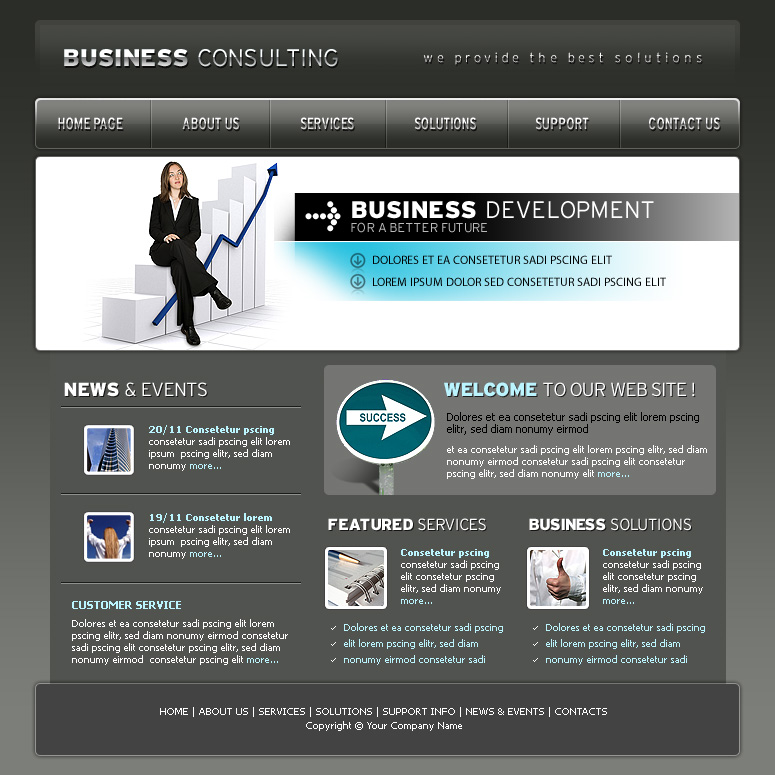 BUSINESS CONSULTING
we provide the best solutions
HOME PAGE ABOUT US SERVICES SOLUTIONS SUPPORT CONTACT US
BUSINESS DEVELOPMENT
FOR A BETTER FUTURE
DOLORES ET EA CONSETETUR SADI PSCING ELIT
LOREM IPSUM DOLOR SED CONSETETUR SADI PSCING ELIT
NEWS & EVENTS
20/11 Consetetur pscing
consetetur sadi pscing elit lorem
ipsum pscing elitr, sed diam
nonumy more...
19/11 Consetetur lorem
consetetur sadi pscing elit lorem
ipsum pscing elitr, sed diam
nonumy more...
CUSTOMER SERVICE
Dolores et ea consetetur sadi pscing elit lorem
pscing elitr, sed diam nonumy eirmod consetetur
sadi pscing elit consetetur pscing elitr, sed diam
nonumy eirmod consetetur pscing elit more...
SUCCESS
WELCOME TO OUR WEB SITE !
Dolores et ea consetetur sadi pscing elit lorem pscing
elitr, sed diam nonumy eirmod
et ea consetetur sadi pscing elit lorem pscing elitr, sed diam
nonumy eirmod consetetur sadi pscing elit consetetur
pscing elitr, sed diam nonumy elit more...
FEATURED SERVICES
Consetetur pscing
consetetur sadi pscing
elit consetetur pscing
elitr, sed diam nonumy
more...
Dolores et ea consetetur sadi pscing
elit lorem pscing elitr, sed diam
nonumy eirmod consetetur sadi
BUSINESS SOLUTIONS
Consetetur pscing
consetetur sadi pscing
elit consetetur pscing
elitr, sed diam nonumy
more...
Dolores et ea consetetur sadi pscing
elit lorem pscing elitr, sed diam
nonumy eirmod consetetur sadi
HOME | ABOUT US | SERVICES | SOLUTIONS | SUPPORT INFO | NEWS & EVENTS | CONTACTS
Copyright © Your Company Name